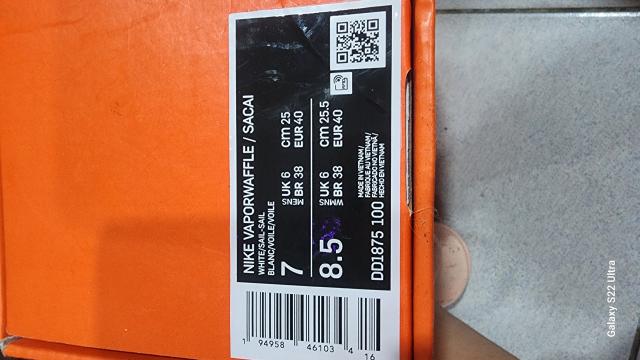 NIKE VAPORWAFFLE / SACAI
WHITE/SAIL-SAIL
BLANC/VOILE/VOILE
7 MENS UK 6 cm 25
BR 38 EUR 40
8.5 WMNS UK 6 cm 25.5
BR 38 EUR 40
DD1875 100
MADE IN VIETNAM /
FABRIQUÉ AU VIETNAM /
FABRICADO NO VIETNÃ /
HECHO EN VIETNAM
1 94958 46103 4
16
Galaxy S22 Ultra